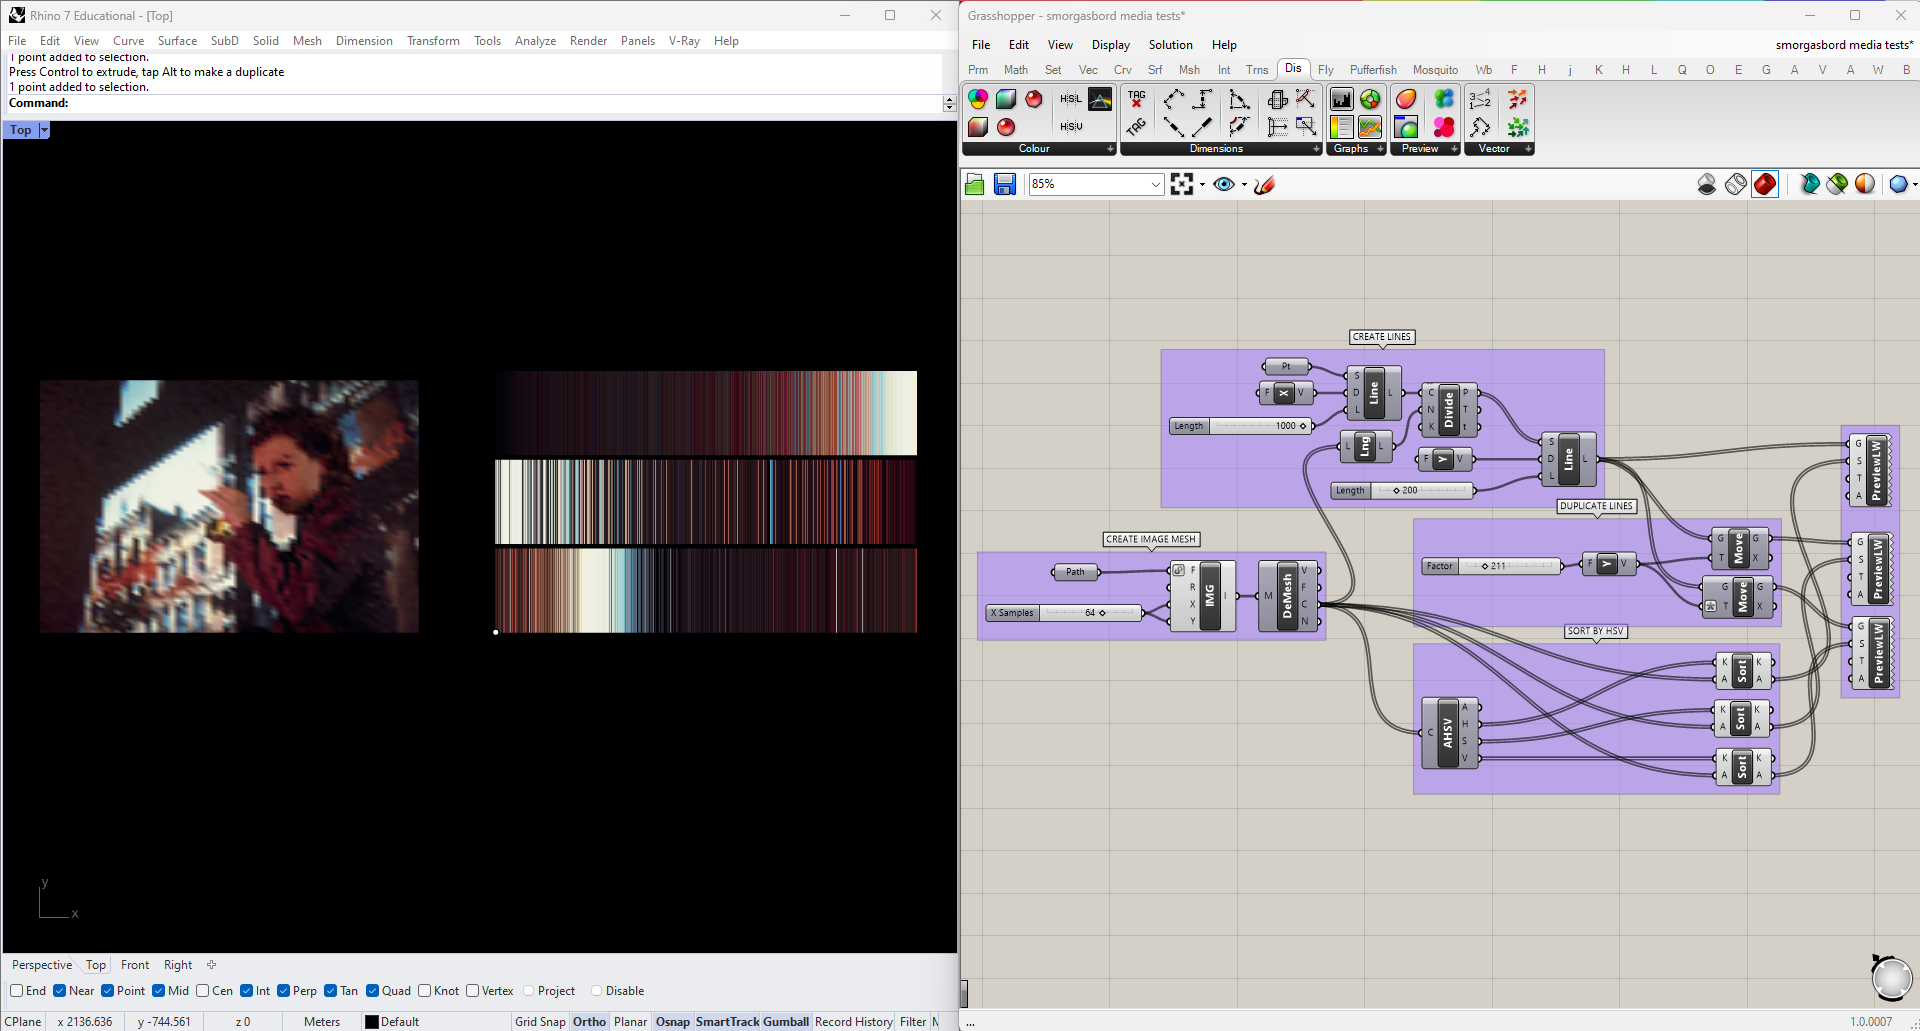 Rhino 7 Educational - [Top]
File Edit View Curve Surface SubD Solid Mesh Dimension Transform Tools Analyze Render Panels V-Ray Help
1 point added to selection.
Press Control to extrude, tap Alt to make a duplicate
1 point added to selection.
Command:
Top
y
x
Perspective Top Front Right
End Near Point Mid Cen Int Perp Tan Quad Knot Vertex Project Disable
CPlane x 2136.636 y -744.561 z 0 Meters Default Grid Snap Ortho Planar Osnap SmartTrack Gumball Record History Filter
Grasshopper - smorgasbord media tests*
File Edit View Display Solution Help smorgasbord media tests*
Prm Math Set Vec Crv Srf Msh Int Trns Dis Fly Pufferfish Mosquito Wb F H j K H L Q O E G A V A W B
H:S:L TAG
H:S:V TAG
Colour Dimensions Graphs Preview Vector
85%
CREATE LINES
Pt
S D L Line L
F X V
Length 1000
C N K Divide P T t
L Lng L
F Y V
S D L Line L
Length 200
DUPLICATE LINES
Factor 211
F Y V
G T Move G X
G T Move G X
CREATE IMAGE MESH
Path
X Samples 64
F R X Y IMG I
M DeMesh V F C N
SORT BY HSV
C AHSV A H S V
K A Sort K A
K A Sort K A
K A Sort K A
G S T A PreviewLW
G S T A PreviewLW
G S T A PreviewLW
...
1.0.0007